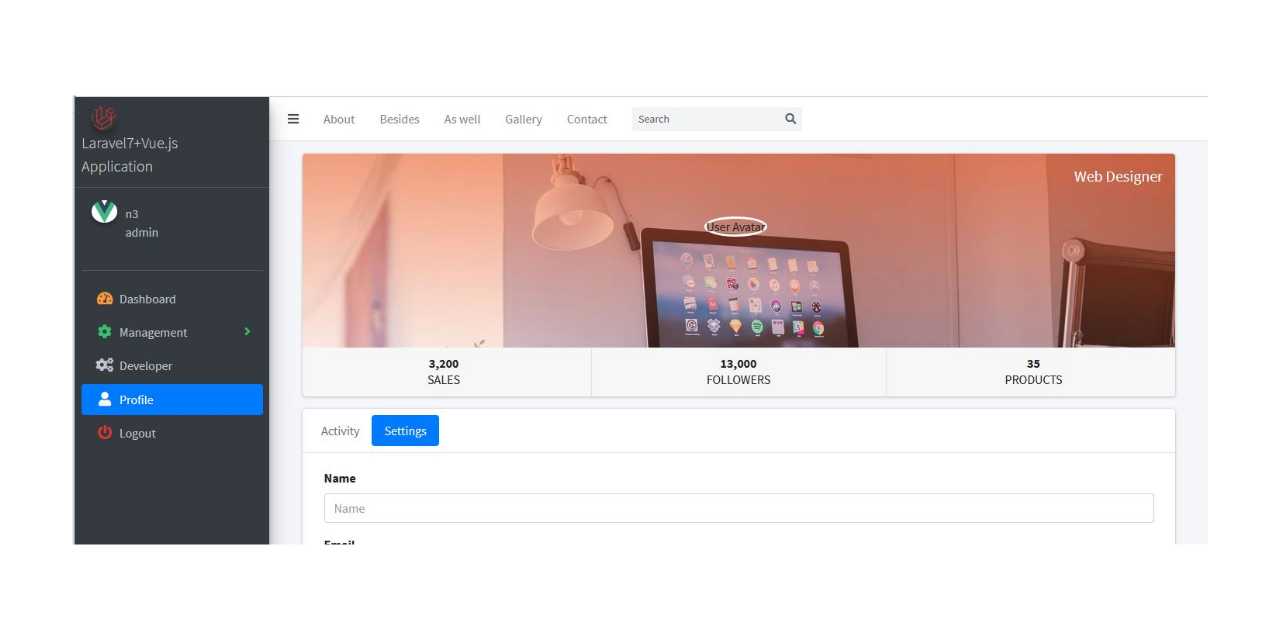 Laravel7+Vue.js
Application
n3
admin
Dashboard
Management
Developer
Profile
Logout
About Besides As well Gallery Contact Search
Web Designer
User Avatar
3,200
SALES
13,000
FOLLOWERS
35
PRODUCTS
Activity Settings
Name
Name
Email